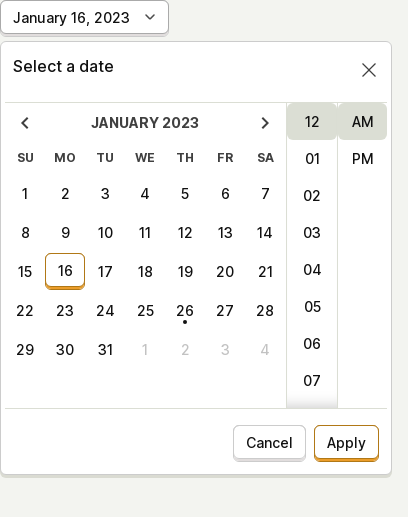 January 16, 2023
Select a date
JANUARY 2023
SU MO TU WE TH FR SA
1 2 3 4 5 6 7
8 9 10 11 12 13 14
15 16 17 18 19 20 21
22 23 24 25 26 27 28
29 30 31 1 2 3 4
12 AM
01 PM
02
03
04
05
06
07
Cancel Apply